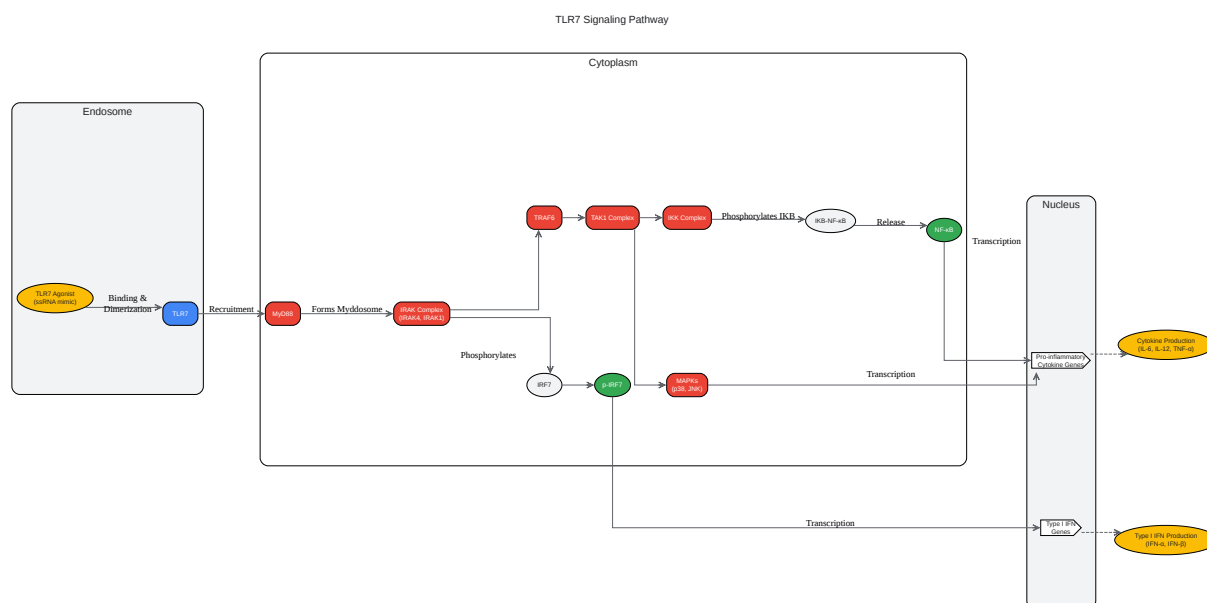 TLR7 Signaling Pathway
Cytoplasm
Endosome
Nucleus
TRAF6
TAK1 Complex
IKK Complex
Phosphorylates IKB
IKB-NF-κB
Release
NF-κB
Transcription
TLR7 Agonist
(ssRNA mimic)
Binding &
Dimerization
TLR7
Recruitment
MyD88
Forms Myddosome
IRAK Complex
(IRAK4, IRAK1)
Phosphorylates
IRF7
p-IRF7
MAPKs
(p38, JNK)
Transcription
Pro-inflammatory
Cytokine Genes
Cytokine Production
(IL-6, IL-12, TNF-α)
Transcription
Type I IFN
Genes
Type I IFN Production
(IFN-α, IFN-β)